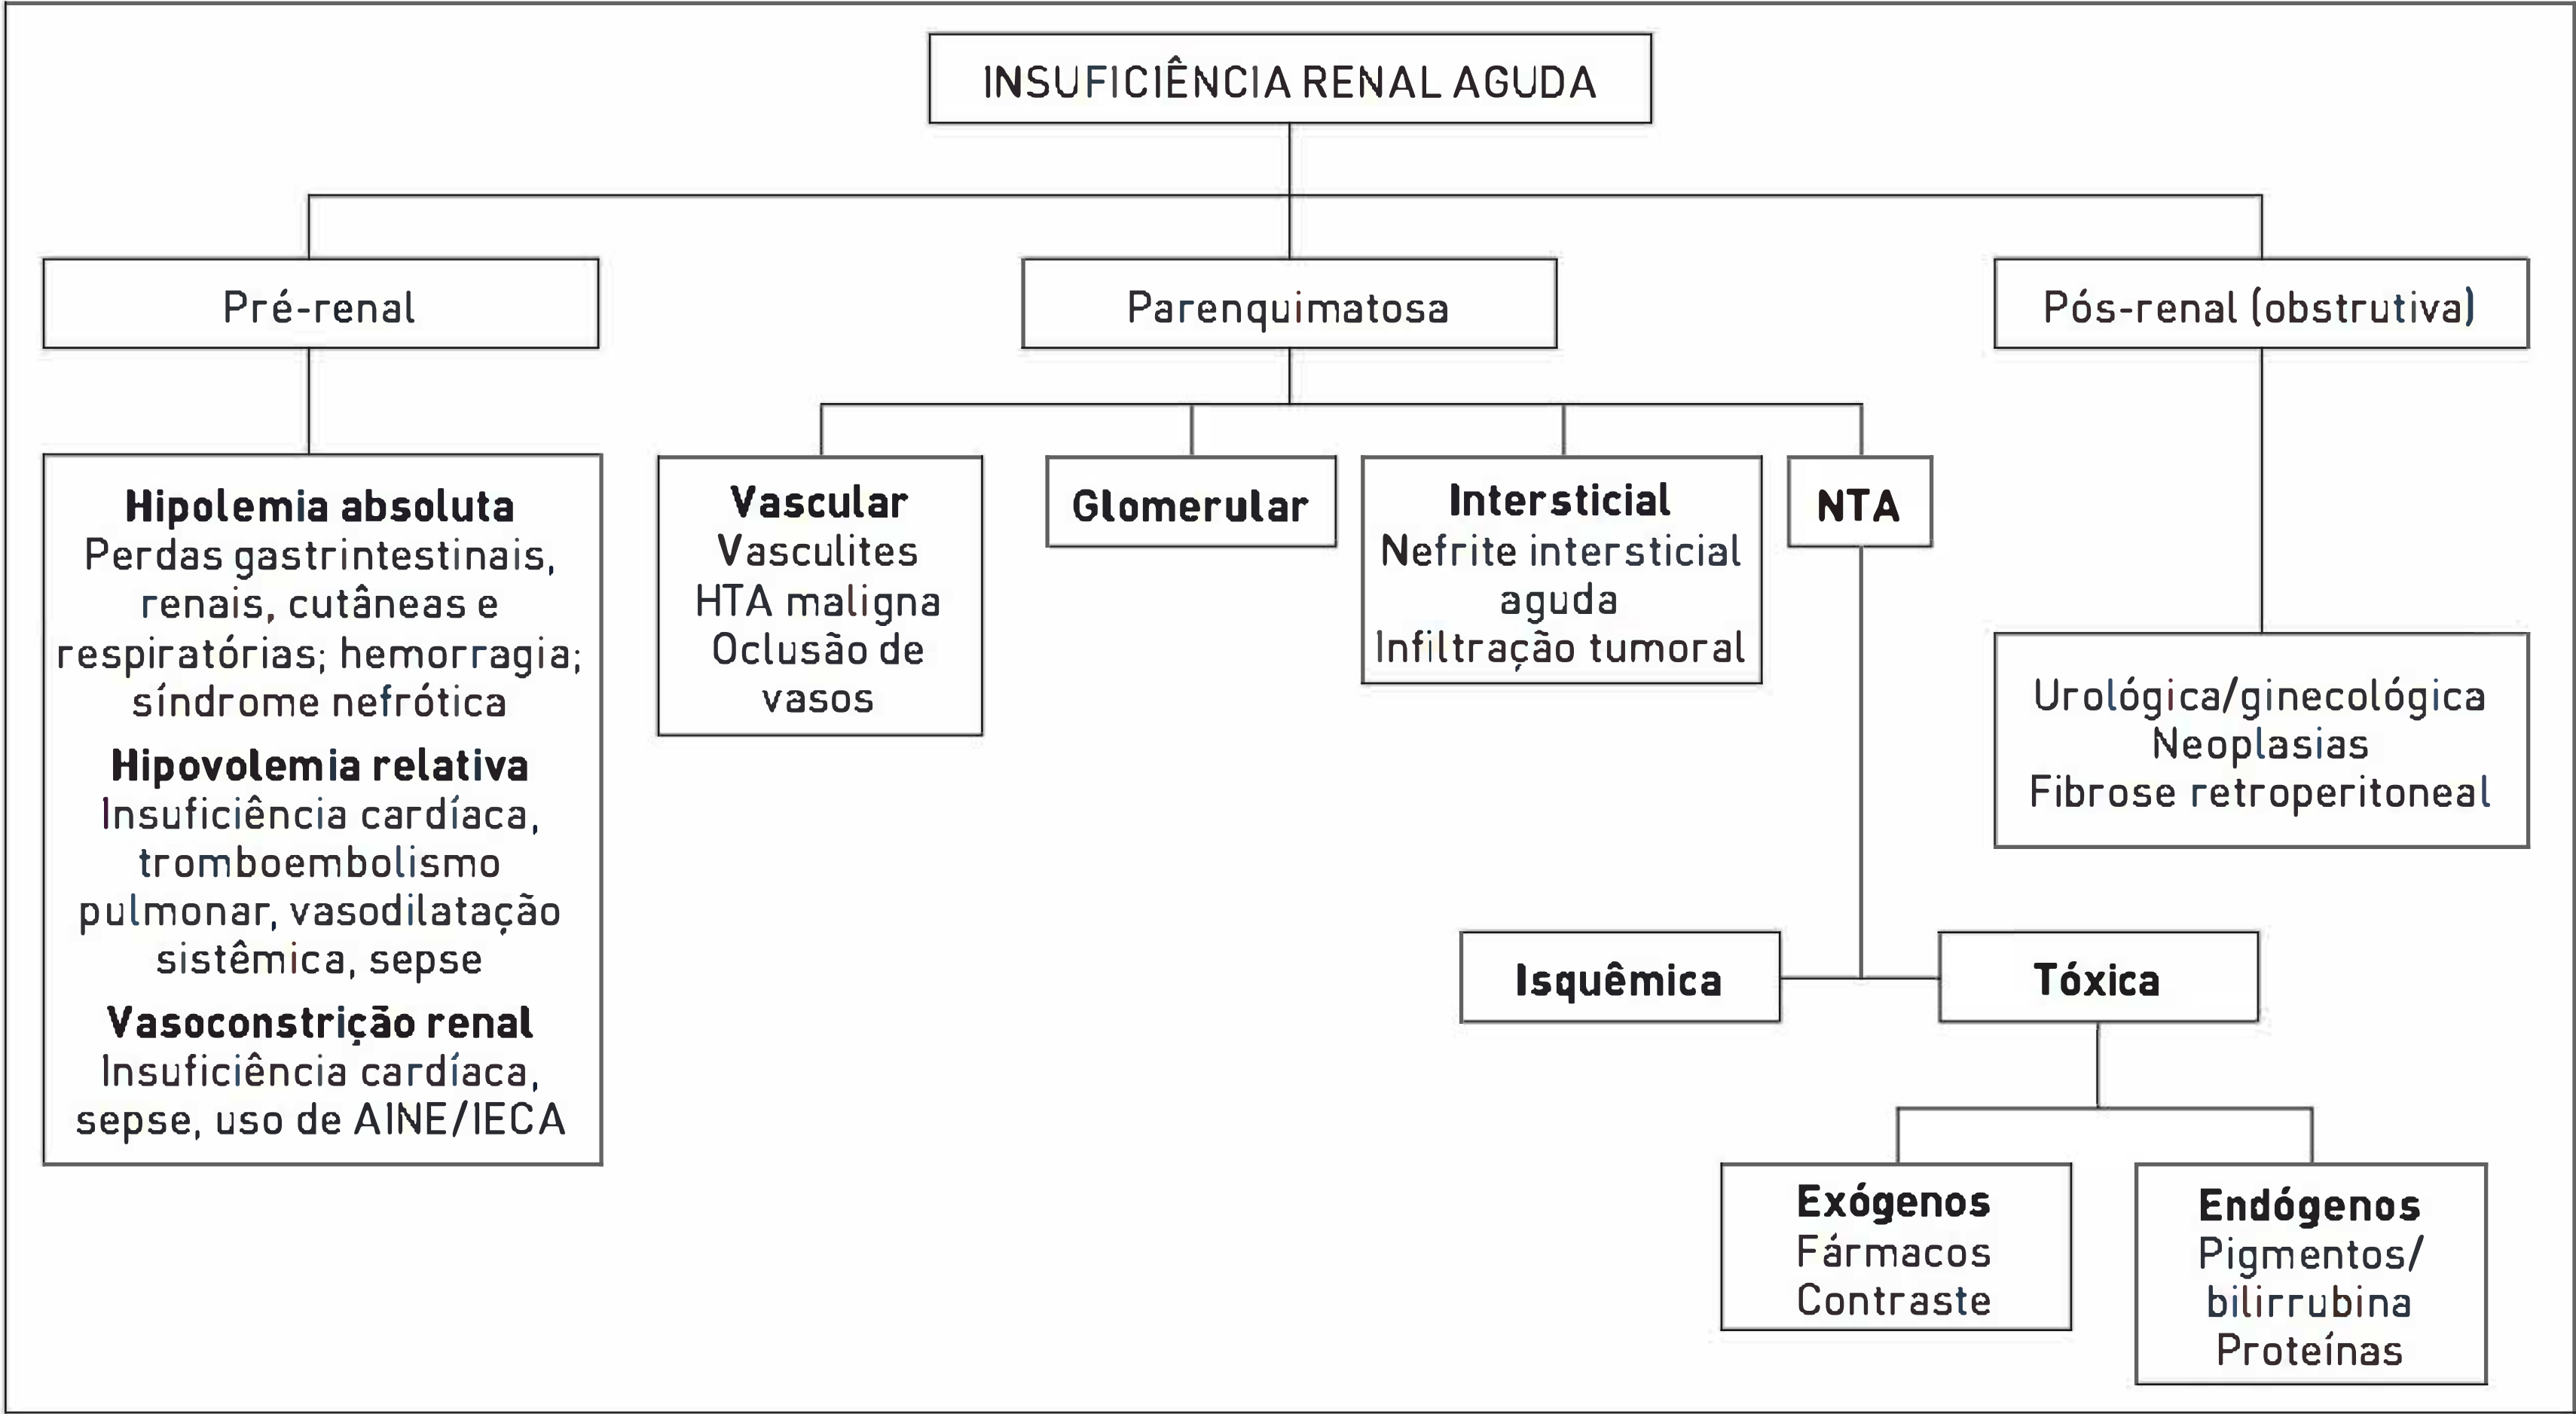 INSUFICIÊNCIA RENAL AGUDA
Pré-renal
Parenquimatosa
Pós-renal (obstrutiva)
Hipolemia absoluta
Perdas gastrintestinais,
renais, cutâneas e
respiratórias; hemorragia;
síndrome nefrótica
Hipovolemia relativa
Insuficiência cardíaca,
tromboembolismo
pulmonar, vasodilatação
sistêmica, sepse
Vasoconstrição renal
Insuficiência cardíaca,
sepse, uso de AINE/IECA
Vascular
Vasculites
HTA maligna
Oclusão de
vasos
Glomerular
Intersticial
Nefrite intersticial
aguda
Infiltração tumoral
NTA
Urológica/ginecológica
Neoplasias
Fibrose retroperitoneal
Isquêmica
Tóxica
Exógenos
Fármacos
Contraste
Endógenos
Pigmentos/
bilirrubina
Proteínas